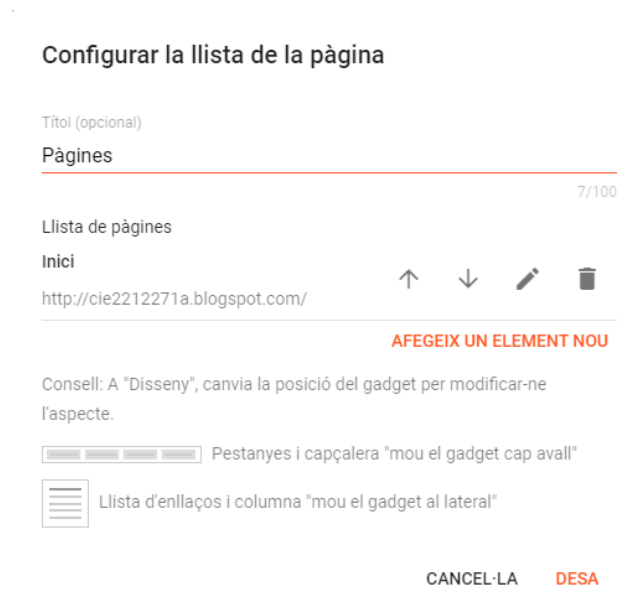 Configurar la llista de la pàgina
Títol (opcional)
Pàgines
7/100
Llista de pàgines
Inici
http://cie2212271a.blogspot.com/
AFEGEIX UN ELEMENT NOU
Consell: A "Disseny", canvia la posició del gadget per modificar-ne
l'aspecte.
Pestanyes i capçalera "mou el gadget cap avall"
Llista d'enllaços i columna "mou el gadget al lateral"
CANCEL·LA DESA